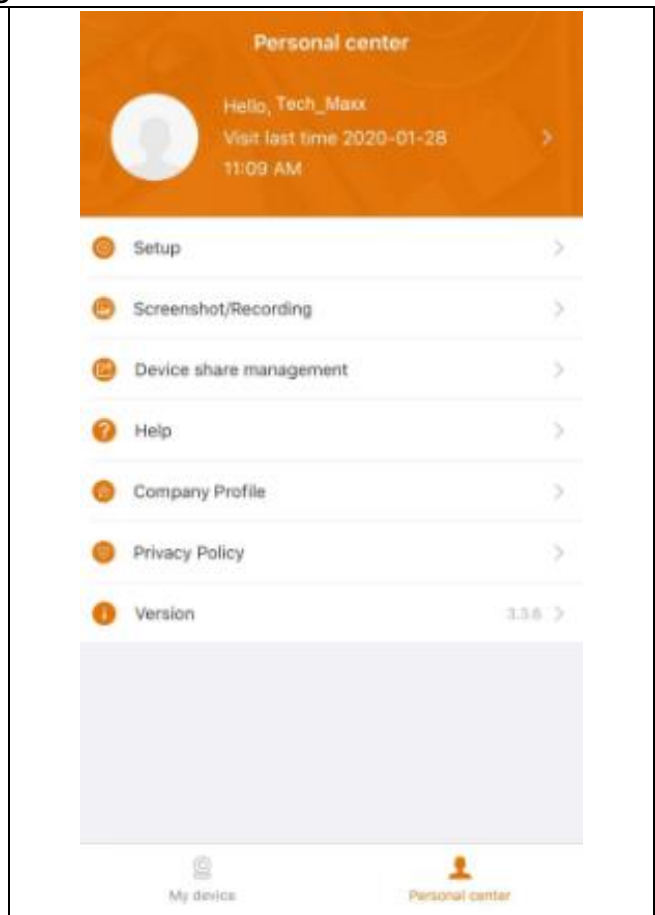 Personal center
Hello, Tech_Maxx
Visit last time 2020-01-28
11:09 AM
Setup
Screenshot/Recording
Device share management
Help
Company Profile
Privacy Policy
Version 3.3.6
My device Personal center